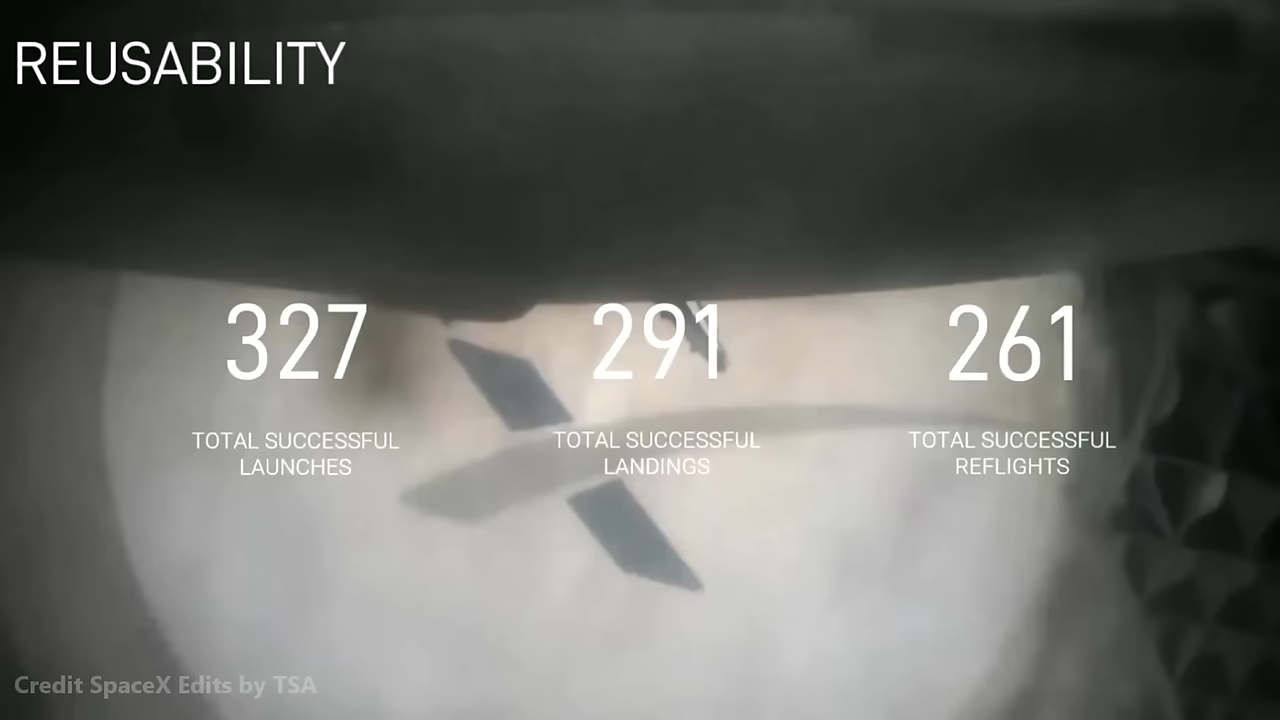 REUSABILITY
327
291
261
TOTAL SUCCESSFUL
LAUNCHES
TOTAL SUCCESSFUL
LANDINGS
TOTAL SUCCESSFUL
REFLIGHTS
Credit SpaceX Edits by TSA